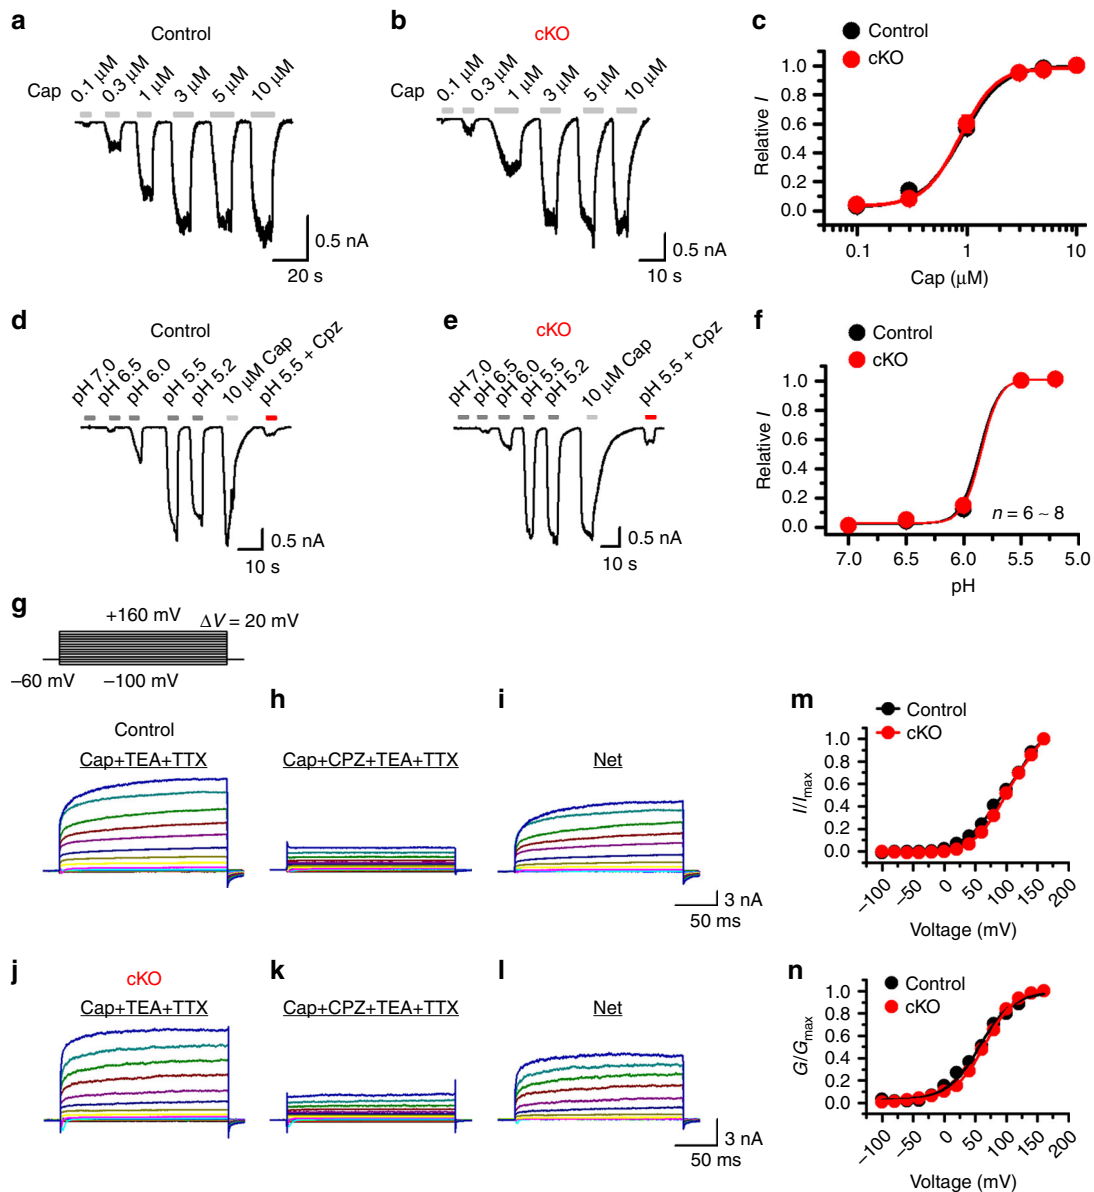 a
Control
Cap 0.1 µM 0.3 µM 1 µM 3 µM 5 µM 10 µM
0.5 nA
20 s
b
cKO
Cap 0.1 µM 0.3 µM 1 µM 3 µM 5 µM 10 µM
0.5 nA
10 s
c
Control
cKO
Relative I
1.0
0.8
0.6
0.4
0.2
0.0
0.1 1 10
Cap (µM)
d
Control
pH 7.0 pH 6.5 pH 6.0 pH 5.5 pH 5.2 10 µM Cap pH 5.5 + Cpz
0.5 nA
10 s
e
cKO
pH 7.0 pH 6.5 pH 6.0 pH 5.5 pH 5.2 10 µM Cap pH 5.5 + Cpz
0.5 nA
10 s
f
Control
cKO
Relative I
1.0
0.8
0.6
0.4
0.2
0.0
n = 6 ~ 8
7.0 6.5 6.0 5.5 5.0
pH
g
+160 mV
ΔV = 20 mV
–60 mV –100 mV
Control
Cap+TEA+TTX
h
Cap+CPZ+TEA+TTX
i
Net
3 nA
50 ms
j
cKO
Cap+TEA+TTX
k
Cap+CPZ+TEA+TTX
l
Net
3 nA
50 ms
m
Control
cKO
I/Imax
1.0
0.8
0.6
0.4
0.2
0.0
–100 –50 0 50 100 150 200
Voltage (mV)
n
Control
cKO
G/Gmax
1.0
0.8
0.6
0.4
0.2
0.0
–100 –50 0 50 100 150 200
Voltage (mV)